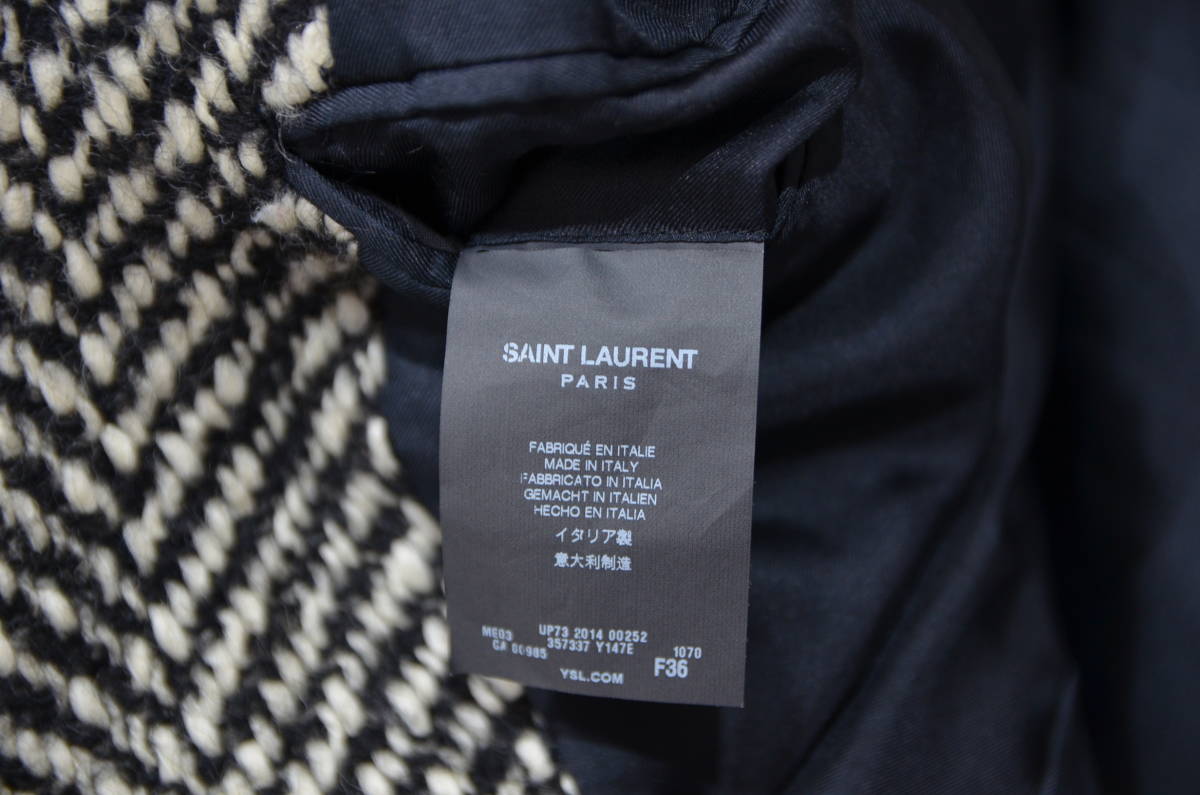 SAINT LAURENT
PARIS
FABRIQUÉ EN ITALIE
MADE IN ITALY
FABBRICATO IN ITALIA
GEMACHT IN ITALIEN
HECHO EN ITALIA
イタリア製
意大利制造
ME03 UP73 2014 00252
CA 00985 357337 Y147E 1070
YSL.COM F36